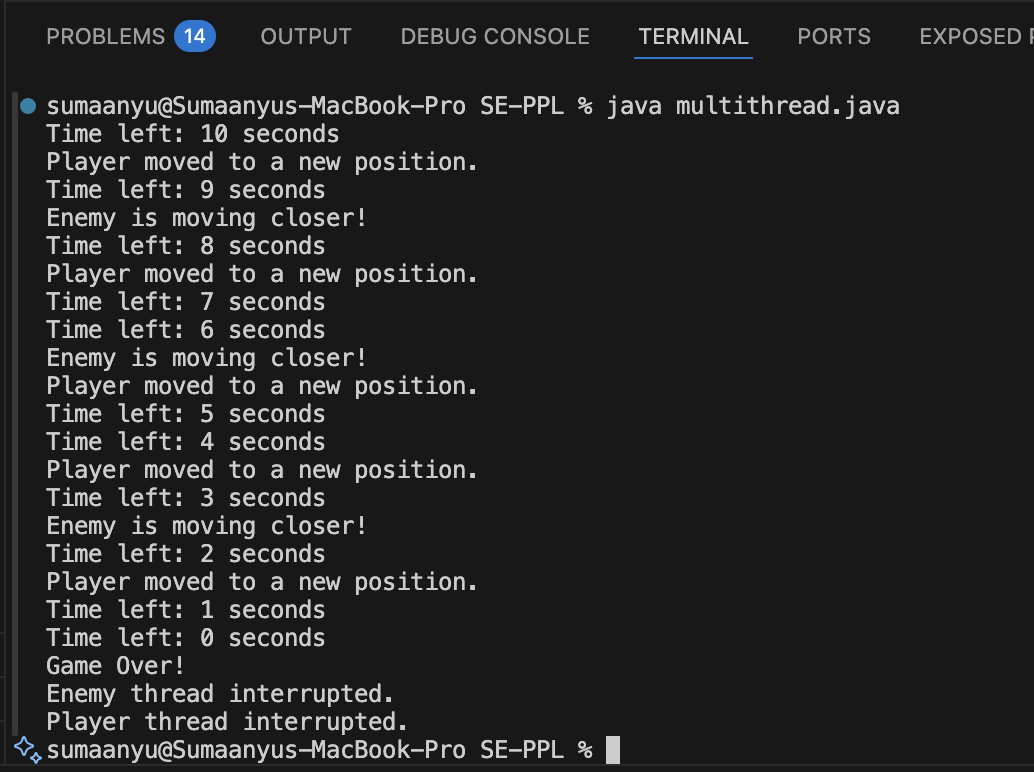 PROBLEMS 14 OUTPUT DEBUG CONSOLE TERMINAL PORTS EXPOSED
sumaanyu@Sumaanyus-MacBook-Pro SE-PPL % java multithread.java
Time left: 10 seconds
Player moved to a new position.
Time left: 9 seconds
Enemy is moving closer!
Time left: 8 seconds
Player moved to a new position.
Time left: 7 seconds
Time left: 6 seconds
Enemy is moving closer!
Player moved to a new position.
Time left: 5 seconds
Time left: 4 seconds
Player moved to a new position.
Time left: 3 seconds
Enemy is moving closer!
Time left: 2 seconds
Player moved to a new position.
Time left: 1 seconds
Time left: 0 seconds
Game Over!
Enemy thread interrupted.
Player thread interrupted.
sumaanyu@Sumaanyus-MacBook-Pro SE-PPL %